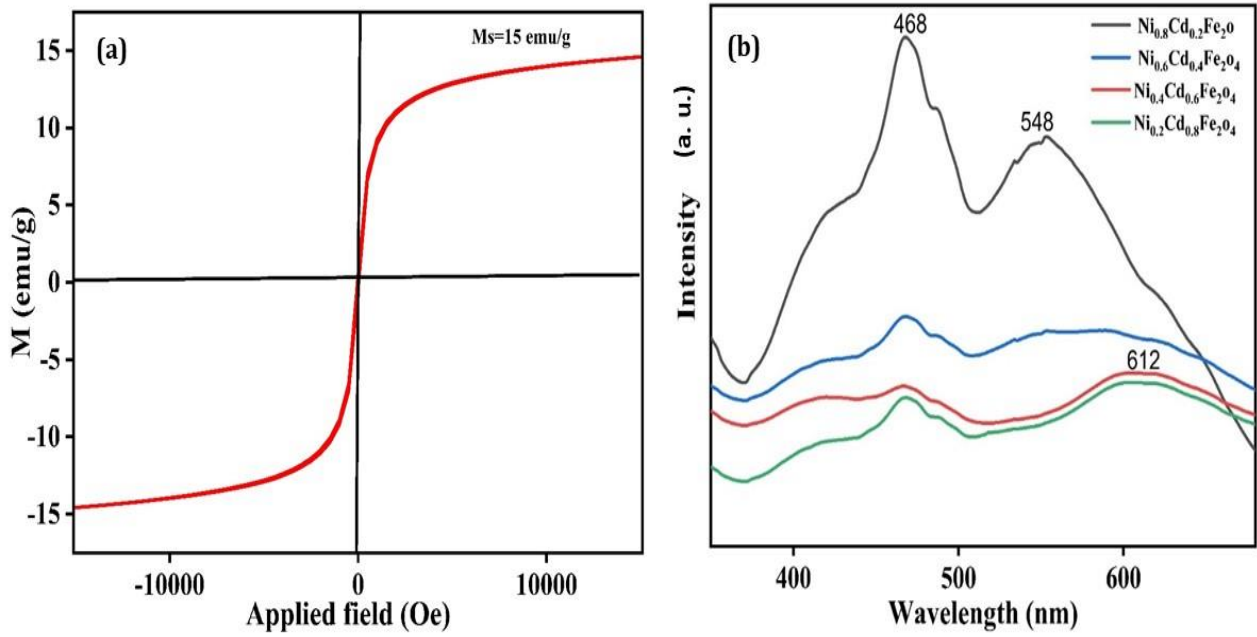 (a)
Ms=15 emu/g
M (emu/g)
15
10
5
0
-5
-10
-15
-10000 0 10000
Applied field (Oe)
(b)
468
548
612
Ni₀.₈Cd₀.₂Fe₂o
Ni₀.₆Cd₀.₄Fe₂o₄
Ni₀.₄Cd₀.₆Fe₂o₄
Ni₀.₂Cd₀.₈Fe₂o₄
Intensity (a. u.)
400 500 600
Wavelength (nm)